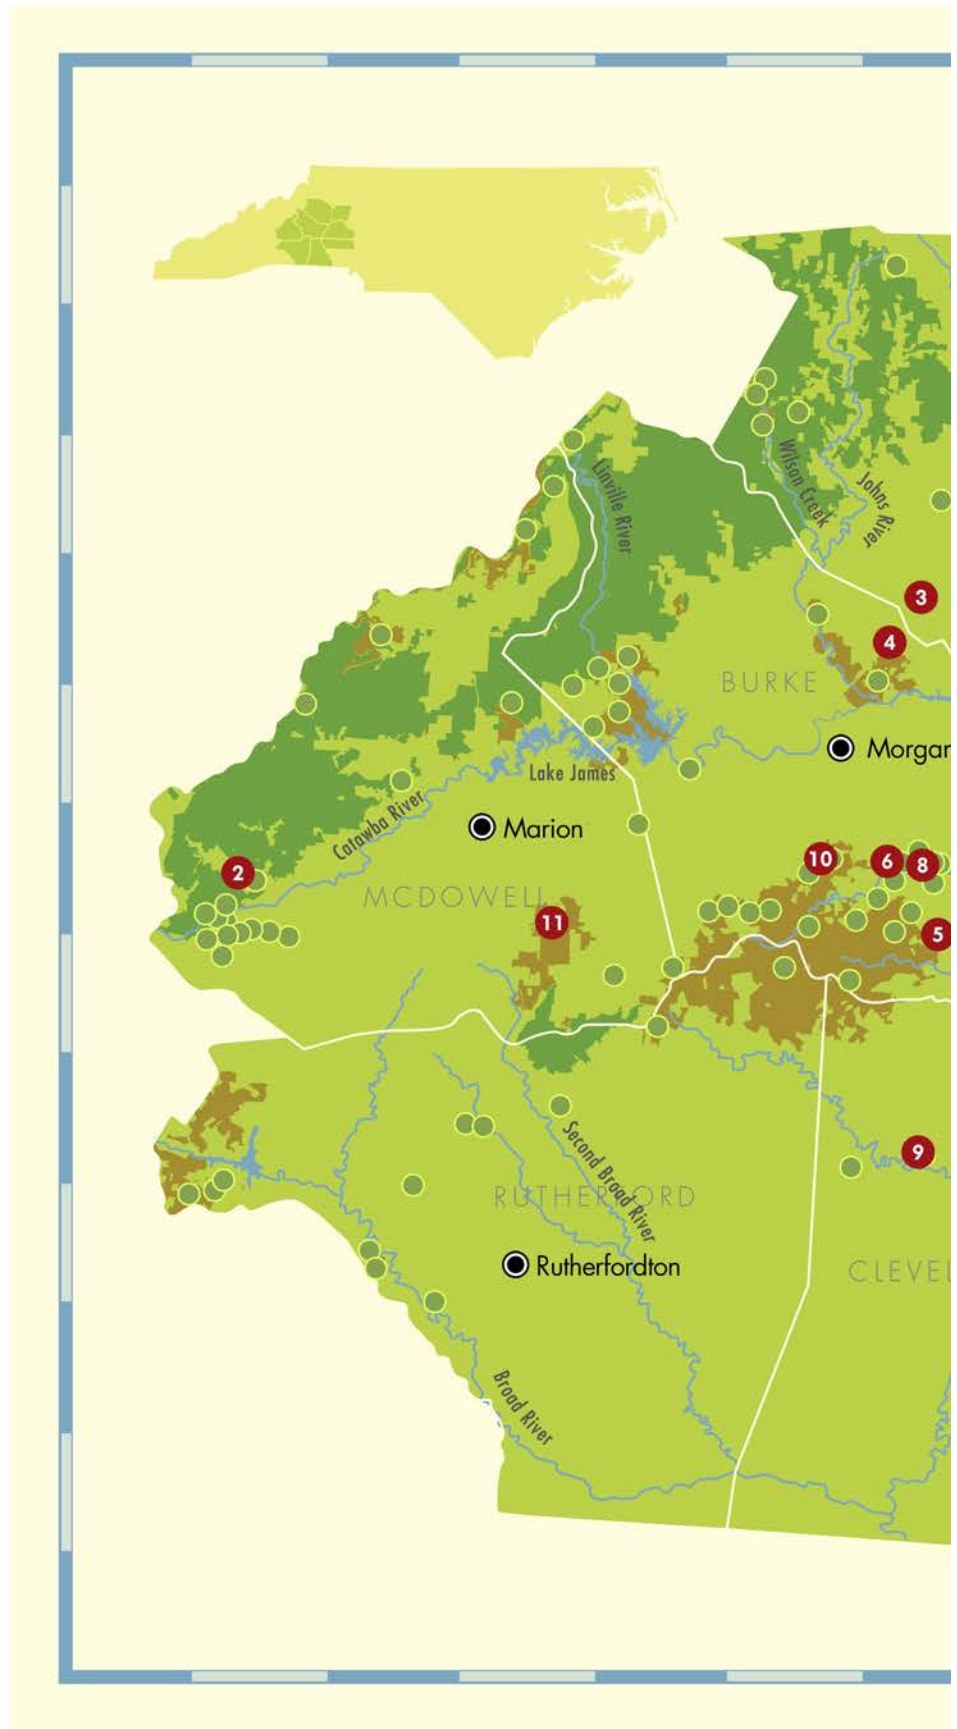 Linville River
Wilson Creek
Johns River
3
4
BURKE
Morgan
Lake James
Catawba River
Marion
2
10
6
8
MCDOWELL
11
5
Second Broad River
9
RUTHERFORD
Rutherfordton
CLEVEL
Broad River